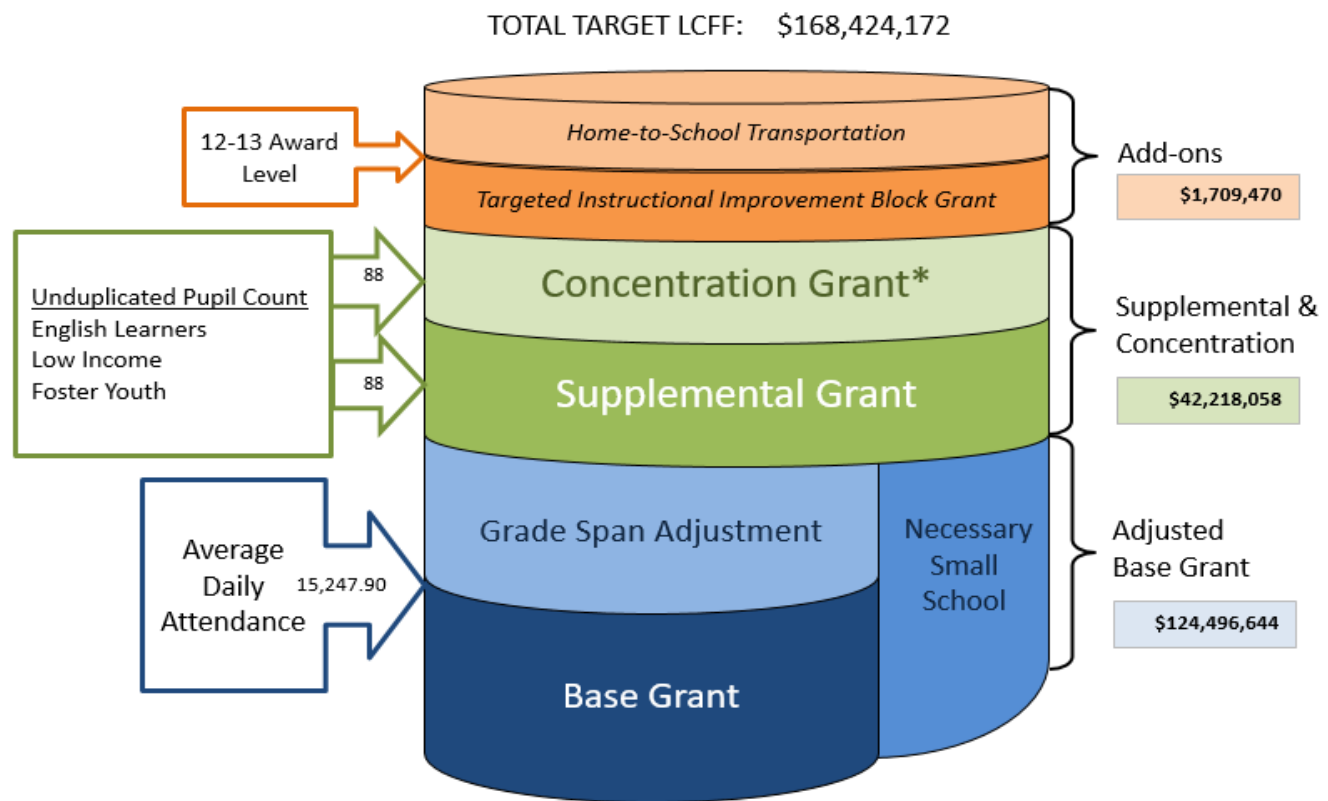 TOTAL TARGET LCFF: $168,424,172
12-13 Award
Level
Home-to-School Transportation
Targeted Instructional Improvement Block Grant
Add-ons
$1,709,470
Unduplicated Pupil Count
English Learners
Low Income
Foster Youth
88
88
Concentration Grant*
Supplemental Grant
Supplemental &
Concentration
$42,218,058
Average
Daily
Attendance
15,247.90
Grade Span Adjustment
Base Grant
Necessary
Small
School
Adjusted
Base Grant
$124,496,644